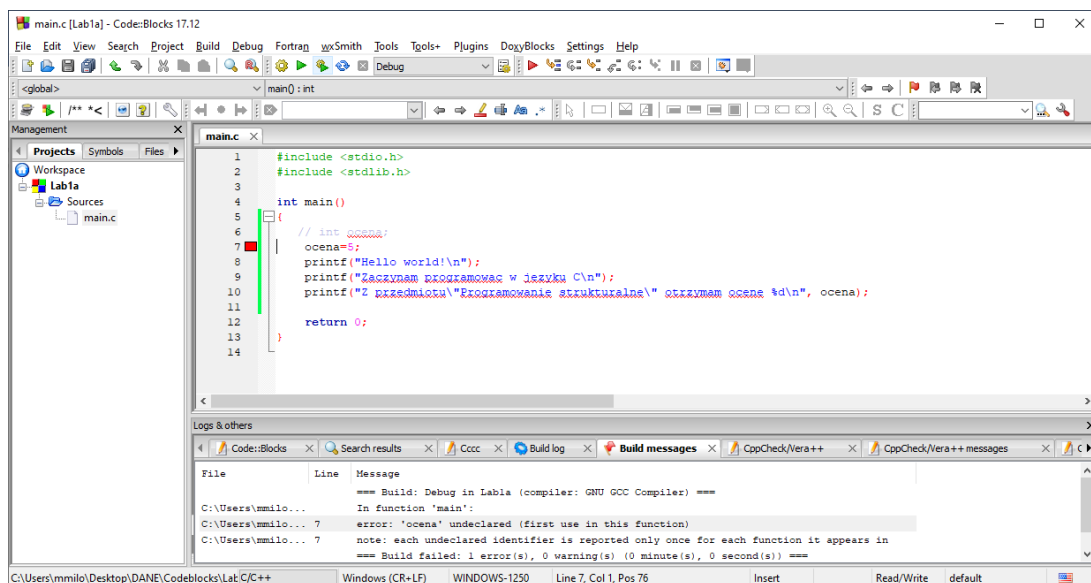 main.c [Lab1a] - Code::Blocks 17.12
File Edit View Search Project Build Debug Fortran wxSmith Tools Tools+ Plugins DoxyBlocks Settings Help
Debug
<global> main() : int
/** *< S C
Management
Projects Symbols Files
Workspace
Lab1a
Sources
main.c
main.c
1 #include <stdio.h>
2 #include <stdlib.h>
3
4 int main()
5 {
6 // int ocena;
7 ocena=5;
8 printf("Hello world!\n");
9 printf("Zaczynam programowac w jezyku C\n");
10 printf("Z przedmiotu\"Programowanie strukturalne\" otrzymam ocene %d\n", ocena);
11
12 return 0;
13 }
14
Logs & others
Code::Blocks Search results Cccc Build log Build messages CppCheck/Vera++ CppCheck/Vera++ messages
File Line Message
=== Build: Debug in Lab1a (compiler: GNU GCC Compiler) ===
C:\Users\mmilo... In function 'main':
C:\Users\mmilo... 7 error: 'ocena' undeclared (first use in this function)
C:\Users\mmilo... 7 note: each undeclared identifier is reported only once for each function it appears in
=== Build failed: 1 error(s), 0 warning(s) (0 minute(s), 0 second(s)) ===
C:\Users\mmilo\Desktop\DANE\Codeblocks\Lab C/C++ Windows (CR+LF) WINDOWS-1250 Line 7, Col 1, Pos 76 Insert Read/Write default